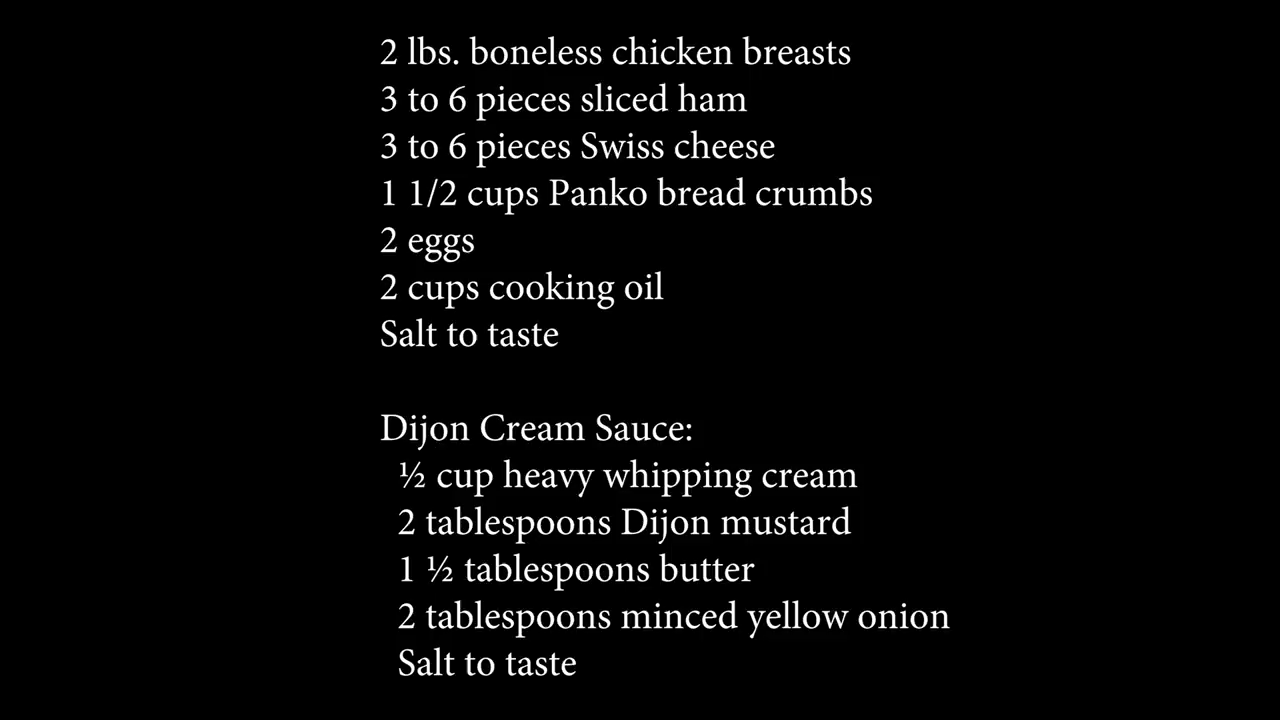 2 lbs. boneless chicken breasts
3 to 6 pieces sliced ham
3 to 6 pieces Swiss cheese
1 1/2 cups Panko bread crumbs
2 eggs
2 cups cooking oil
Salt to taste
Dijon Cream Sauce:
½ cup heavy whipping cream
2 tablespoons Dijon mustard
1 ½ tablespoons butter
2 tablespoons minced yellow onion
Salt to taste